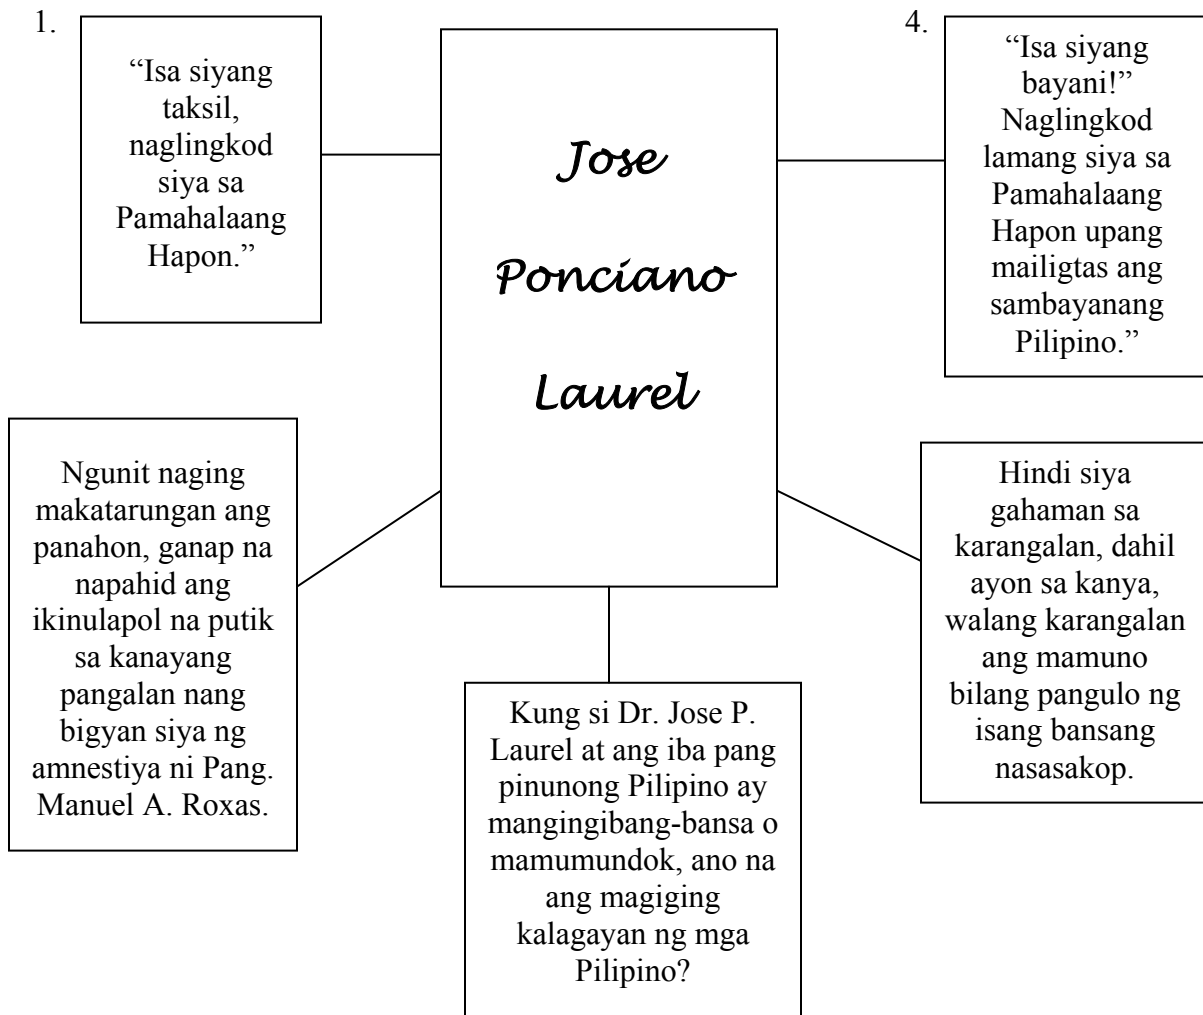 1.
“Isa siyang
taksil,
naglingkod
siya sa
Pamahalaang
Hapon.”
Jose
Ponciano
Laurel
4.
“Isa siyang
bayani!”
Naglingkod
lamang siya sa
Pamahalaang
Hapon upang
mailigtas ang
sambayanang
Pilipino.”
Ngunit naging
makatarungan ang
panahon, ganap na
napahid ang
ikinulapol na putik
sa kanayang
pangalan nang
bigyan siya ng
amnestiya ni Pang.
Manuel A. Roxas.
Kung si Dr. Jose P.
Laurel at ang iba pang
pinunong Pilipino ay
mangingibang-bansa o
mamumundok, ano na
ang magiging
kalagayan ng mga
Pilipino?
Hindi siya
gahaman sa
karangalan, dahil
ayon sa kanya,
walang karangalan
ang mamuno
bilang pangulo ng
isang bansang
nasasakop.